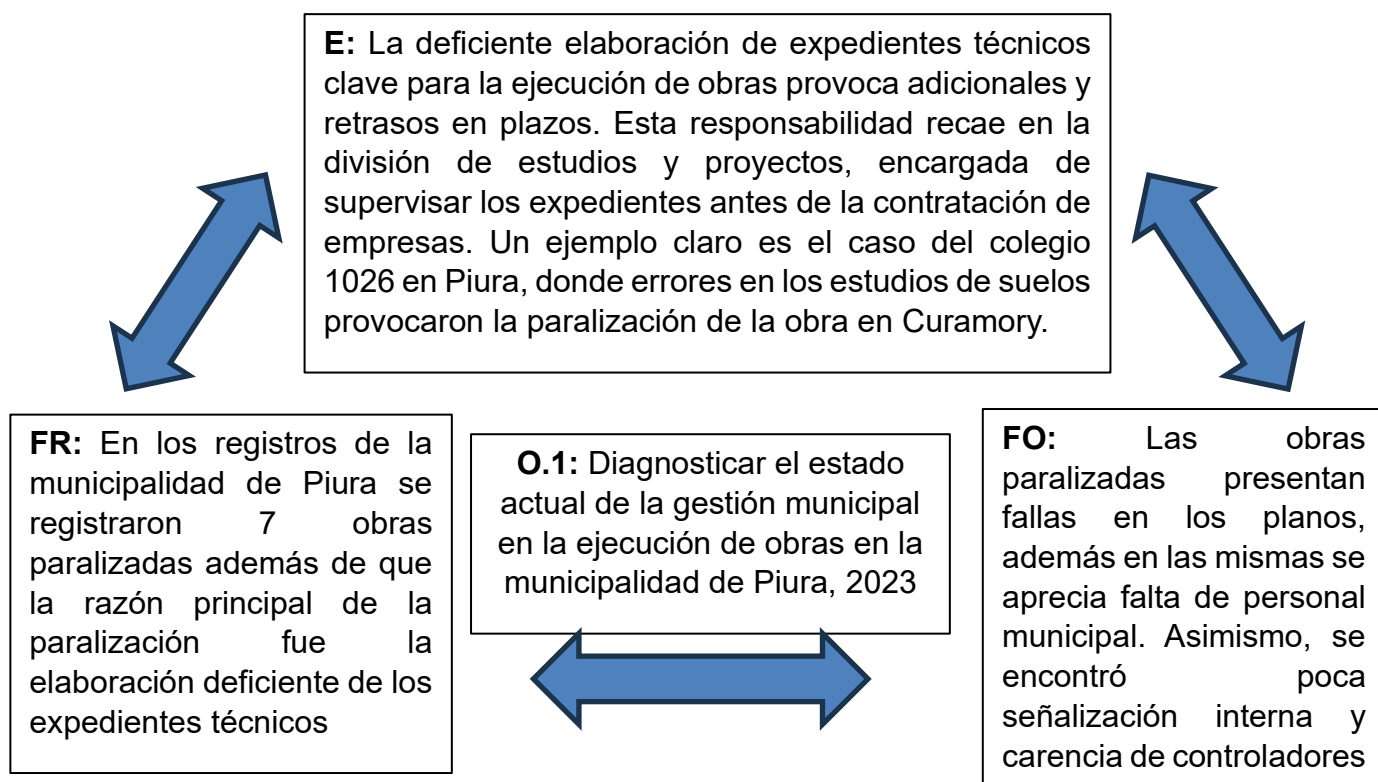 E: La deficiente elaboración de expedientes técnicos
clave para la ejecución de obras provoca adicionales y
retrasos en plazos. Esta responsabilidad recae en la
división de estudios y proyectos, encargada de
supervisar los expedientes antes de la contratación de
empresas. Un ejemplo claro es el caso del colegio
1026 en Piura, donde errores en los estudios de suelos
provocaron la paralización de la obra en Curamory.
FR: En los registros de la
municipalidad de Piura se
registraron 7 obras
paralizadas además de que
la razón principal de la
paralización fue la
elaboración deficiente de los
expedientes técnicos
O.1: Diagnosticar el estado
actual de la gestión municipal
en la ejecución de obras en la
municipalidad de Piura, 2023
FO: Las obras
paralizadas presentan
fallas en los planos,
además en las mismas se
aprecia falta de personal
municipal. Asimismo, se
encontró poca
señalización interna y
carencia de controladores